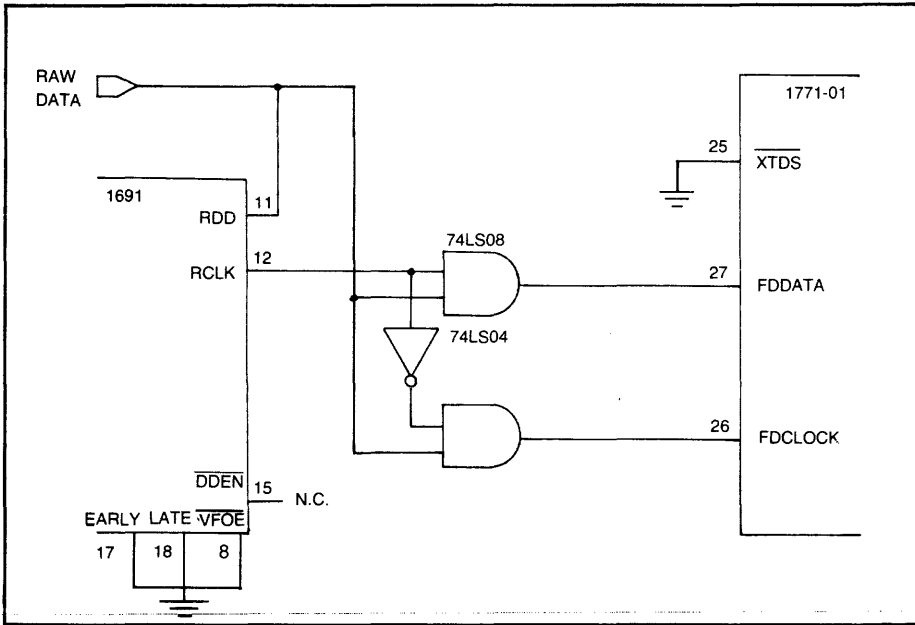 RAW
DATA
1771-01
25
XTDS
1691
11
RDD
74LS08
12
RCLK
27
FDDATA
74LS04
26
FDCLOCK
DDEN
15
N.C.
EARLY LATE VFOE
17 18 8